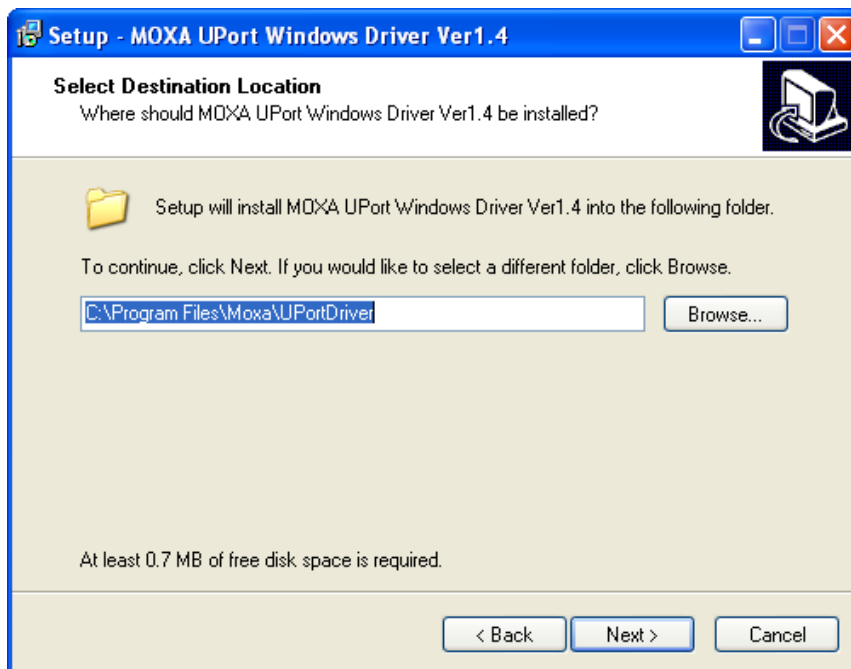 Setup - MOXA UPort Windows Driver Ver1.4
Select Destination Location
Where should MOXA UPort Windows Driver Ver1.4 be installed?
Setup will install MOXA UPort Windows Driver Ver1.4 into the following folder.
To continue, click Next. If you would like to select a different folder, click Browse.
C:\Program Files\Moxa\UPortDriver
Browse...
At least 0.7 MB of free disk space is required.
< Back
Next >
Cancel